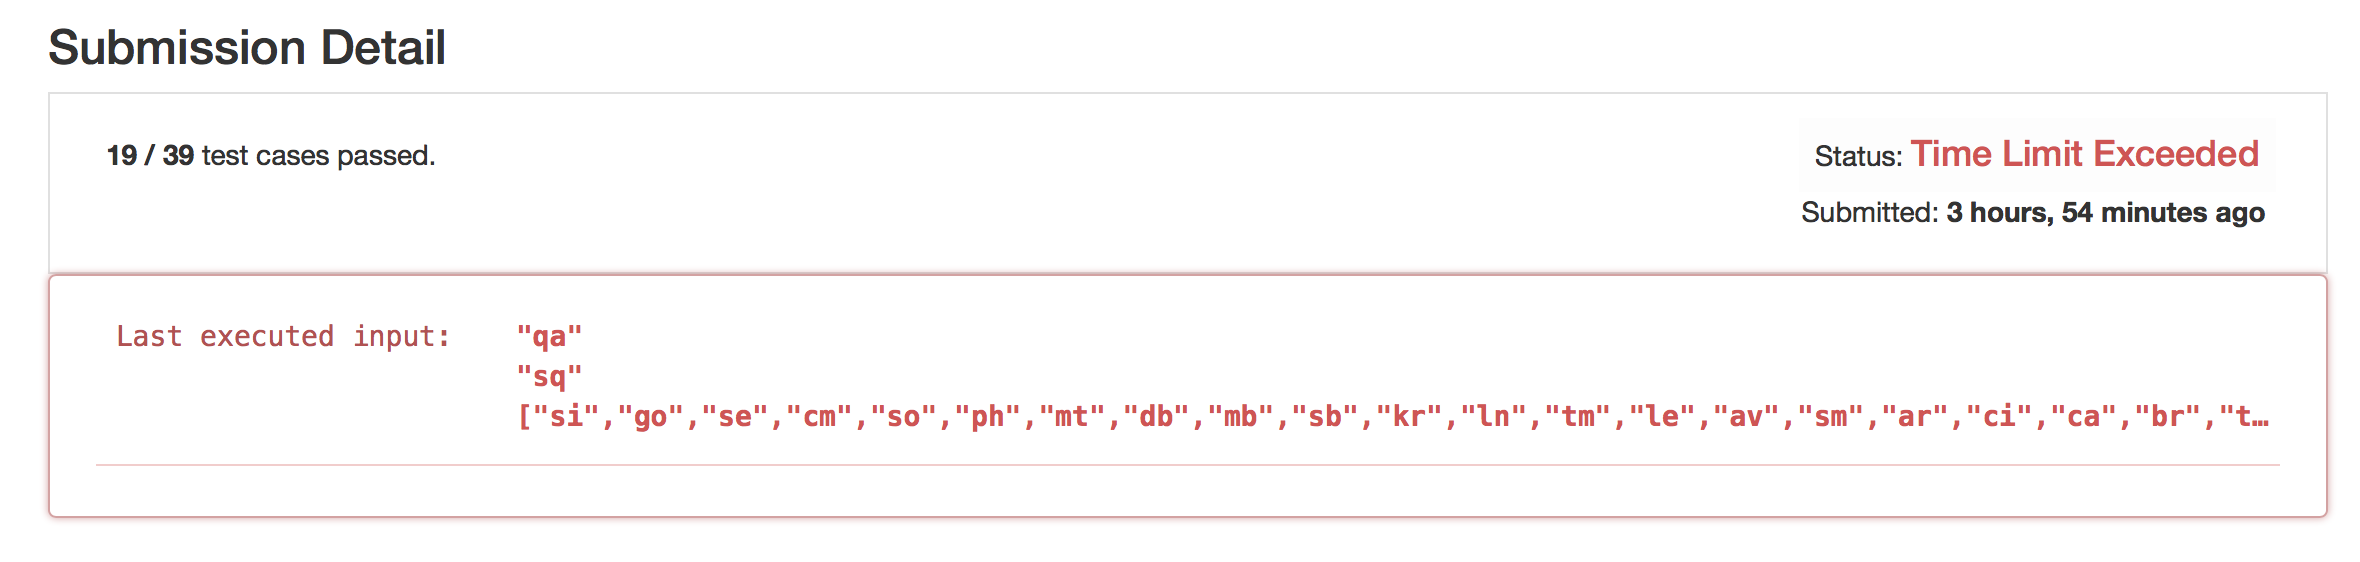 Submission Detail
19 / 39 test cases passed.
Status: Time Limit Exceeded
Submitted: 3 hours, 54 minutes ago
Last executed input: "qa"
"sq"
["si","go","se","cm","so","ph","mt","db","mb","sb","kr","ln","tm","le","av","sm","ar","ci","ca","br","t…